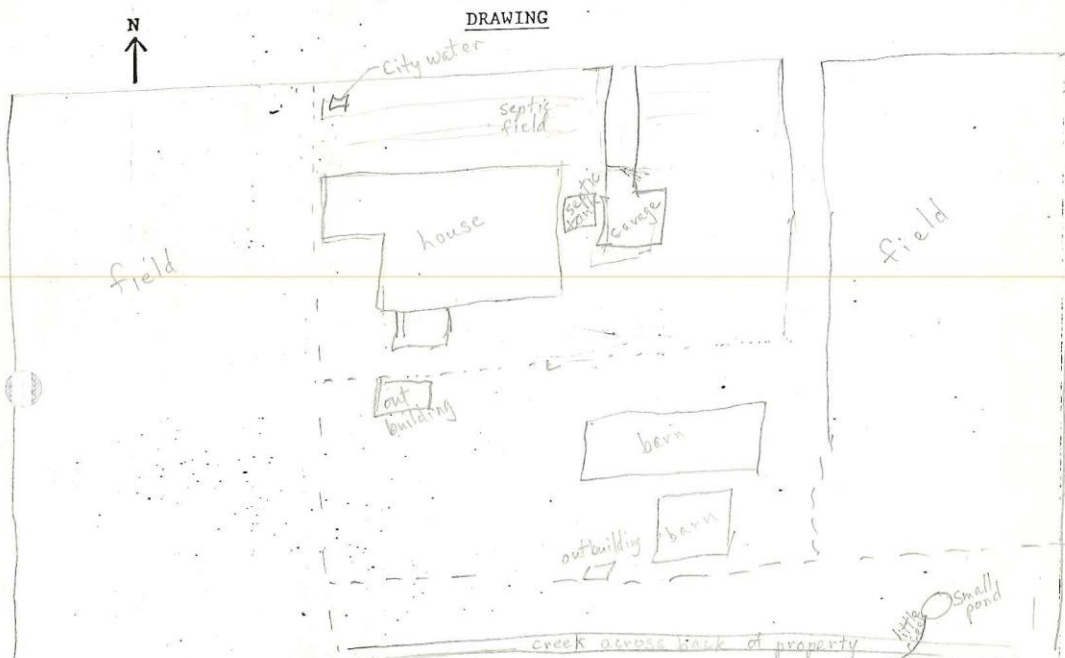 DRAWING
N
City water
septic
field
septic
tank
garage
house
field
field
out
building
barn
barn
outbuilding
Small
pond
little
creek across back of property